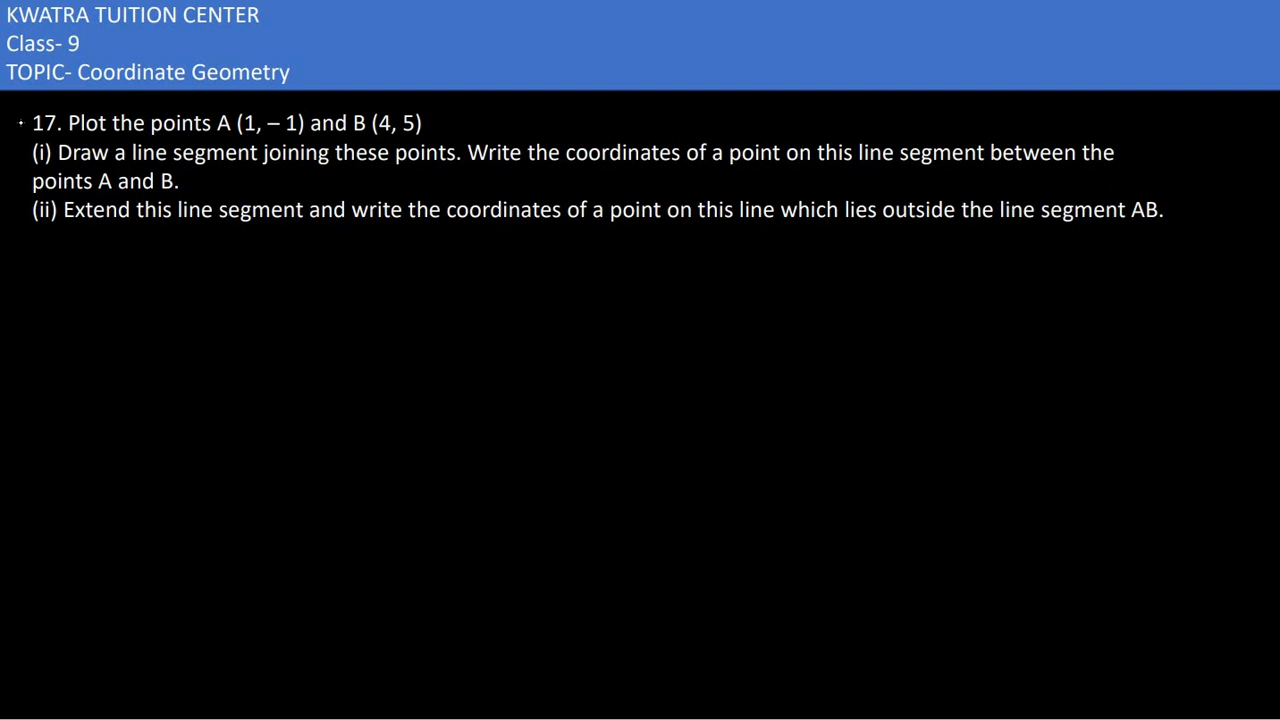 KWATRA TUITION CENTER
Class- 9
TOPIC- Coordinate Geometry
17. Plot the points A (1, – 1) and B (4, 5)
(i) Draw a line segment joining these points. Write the coordinates of a point on this line segment between the
points A and B.
(ii) Extend this line segment and write the coordinates of a point on this line which lies outside the line segment AB.